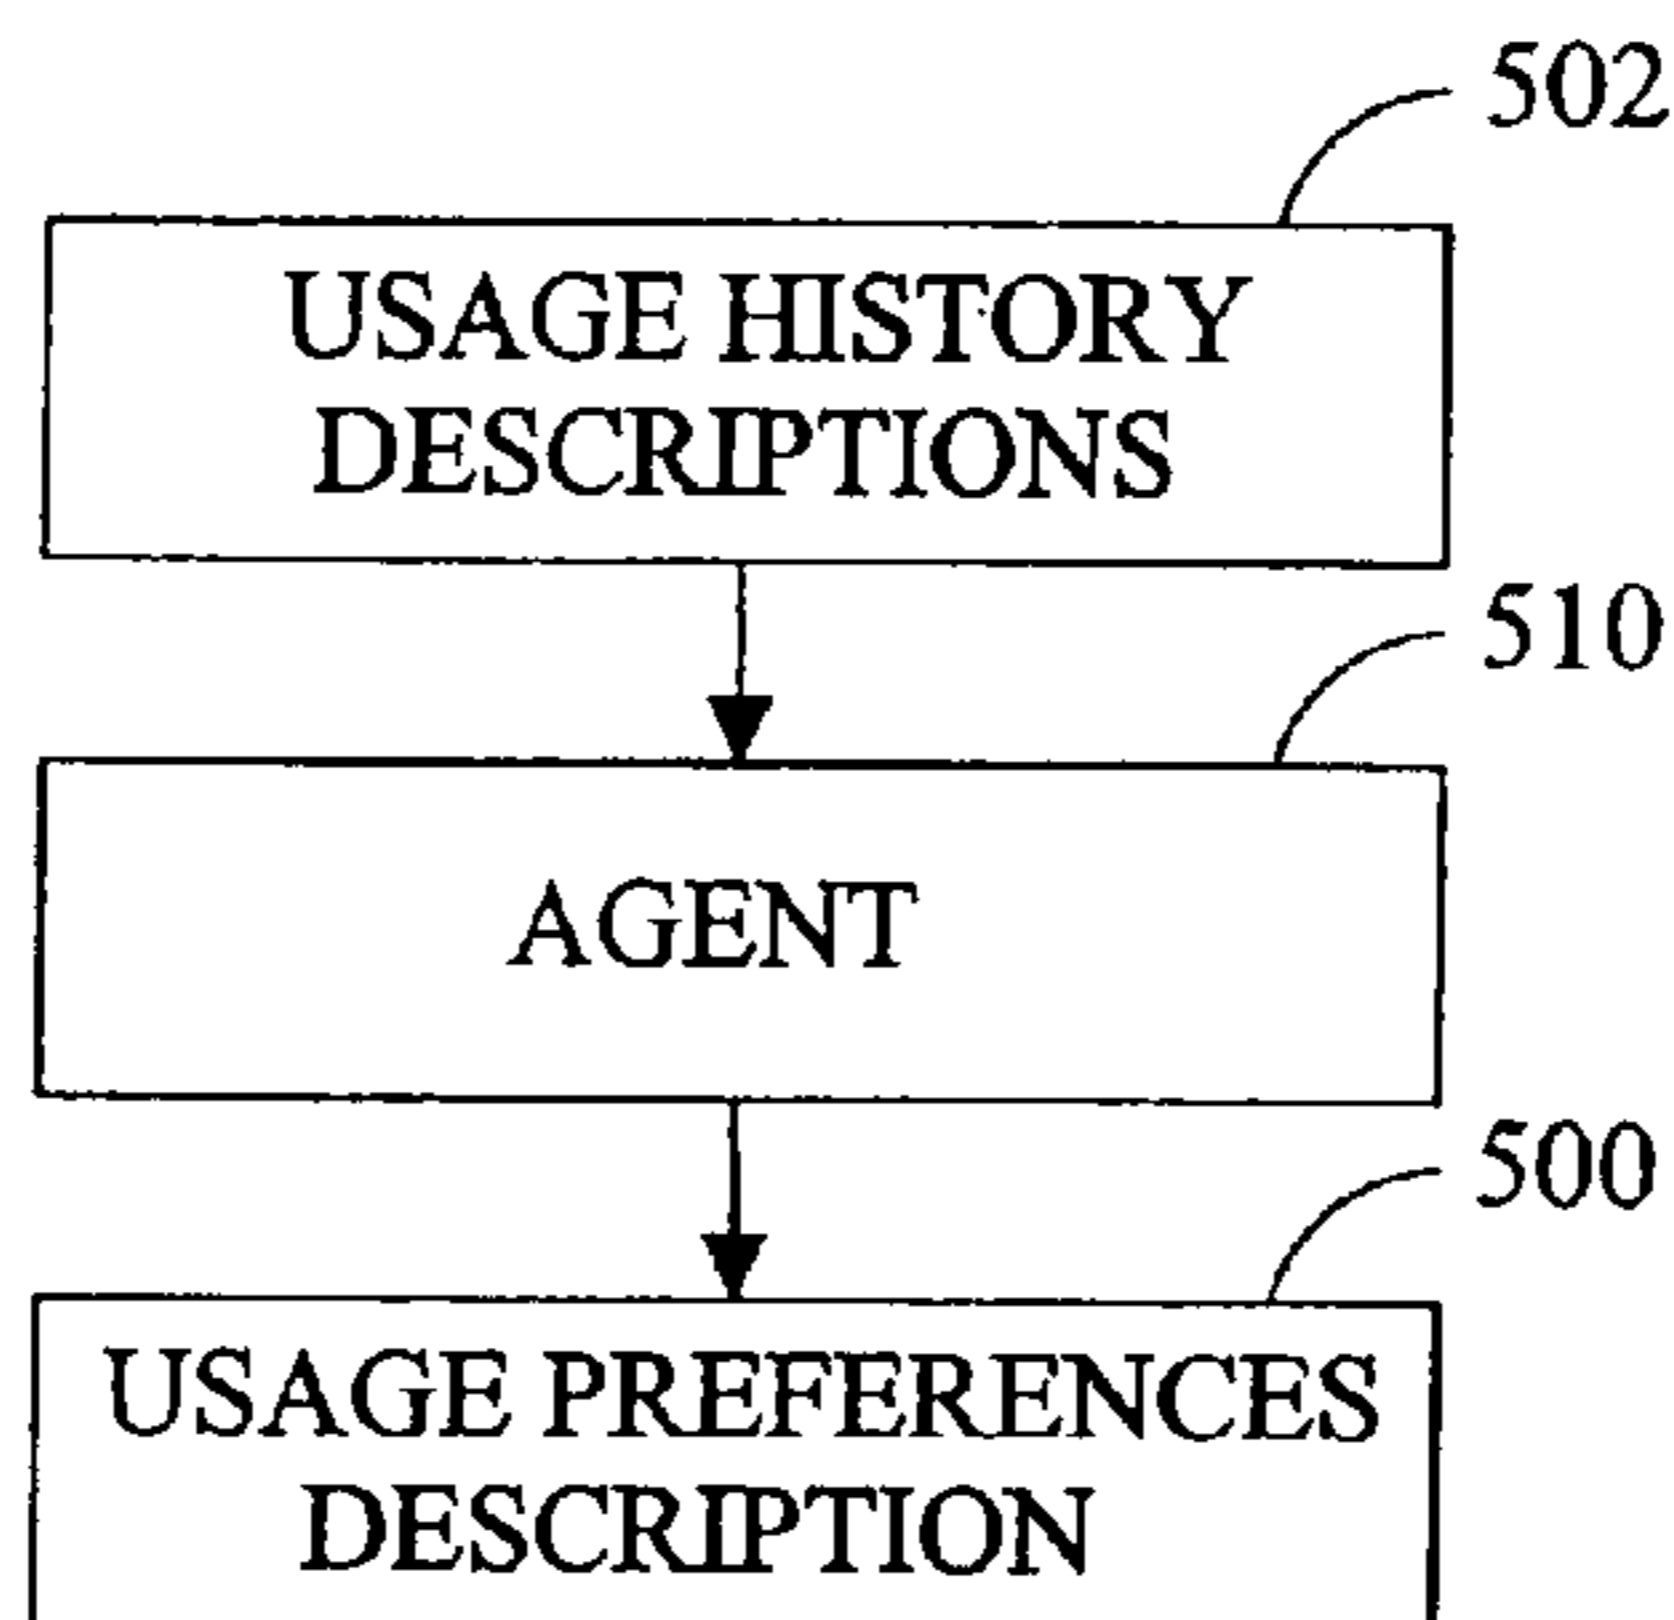 502
USAGE HISTORY
DESCRIPTIONS
510
AGENT
500
USAGE PREFERENCES
DESCRIPTION